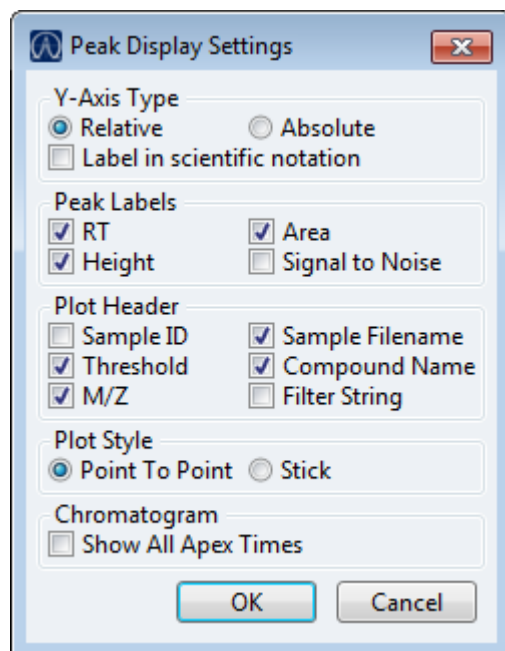 Peak Display Settings
Y-Axis Type
Relative Absolute
Label in scientific notation
Peak Labels
RT Area
Height Signal to Noise
Plot Header
Sample ID Sample Filename
Threshold Compound Name
M/Z Filter String
Plot Style
Point To Point Stick
Chromatogram
Show All Apex Times
OK Cancel